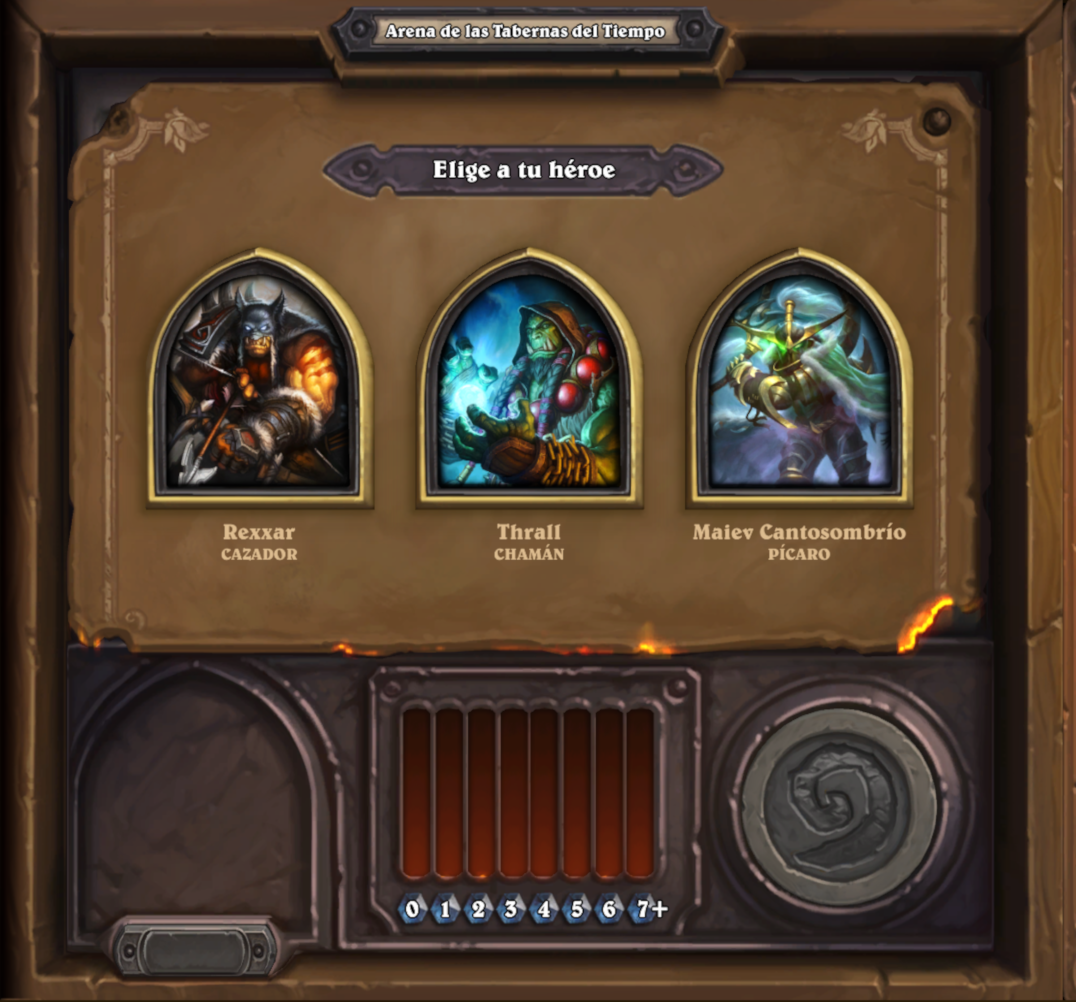 Arena de las Tabernas del Tiempo
Elige a tu héroe
Rexxar
CAZADOR
Thrall
CHAMÁN
Maiev Cantosombrío
PÍCARO
0 1 2 3 4 5 6 7+